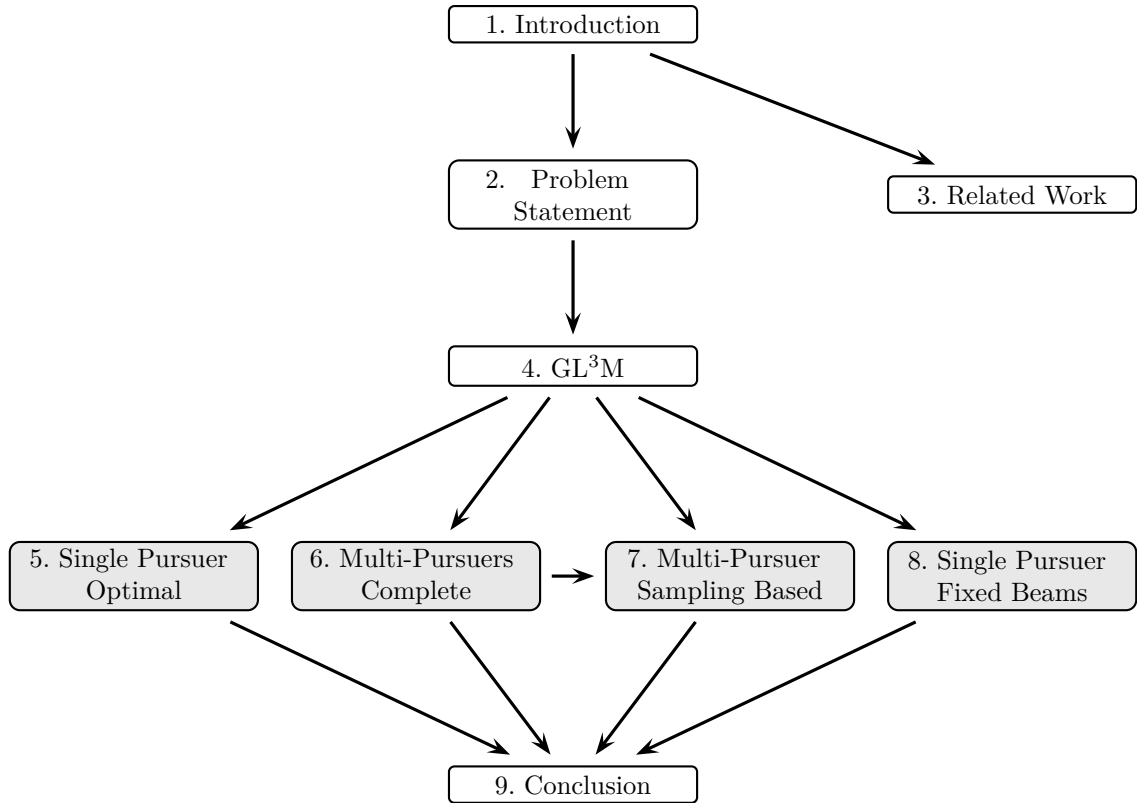 1. Introduction
2. Problem
Statement
3. Related Work
4. GL³M
5. Single Pursuer
Optimal
6. Multi-Pursuers
Complete
7. Multi-Pursuer
Sampling Based
8. Single Pursuer
Fixed Beams
9. Conclusion